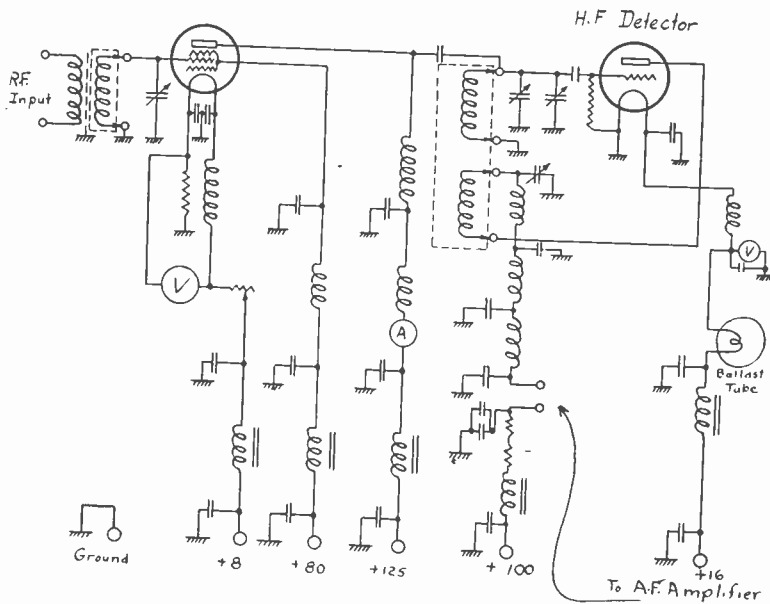 H.F Detector
R.F.
Input
V
A
V
Ballast
Tube
Ground
+8
+80
+125
+100
+16
To A.F. Amplifier